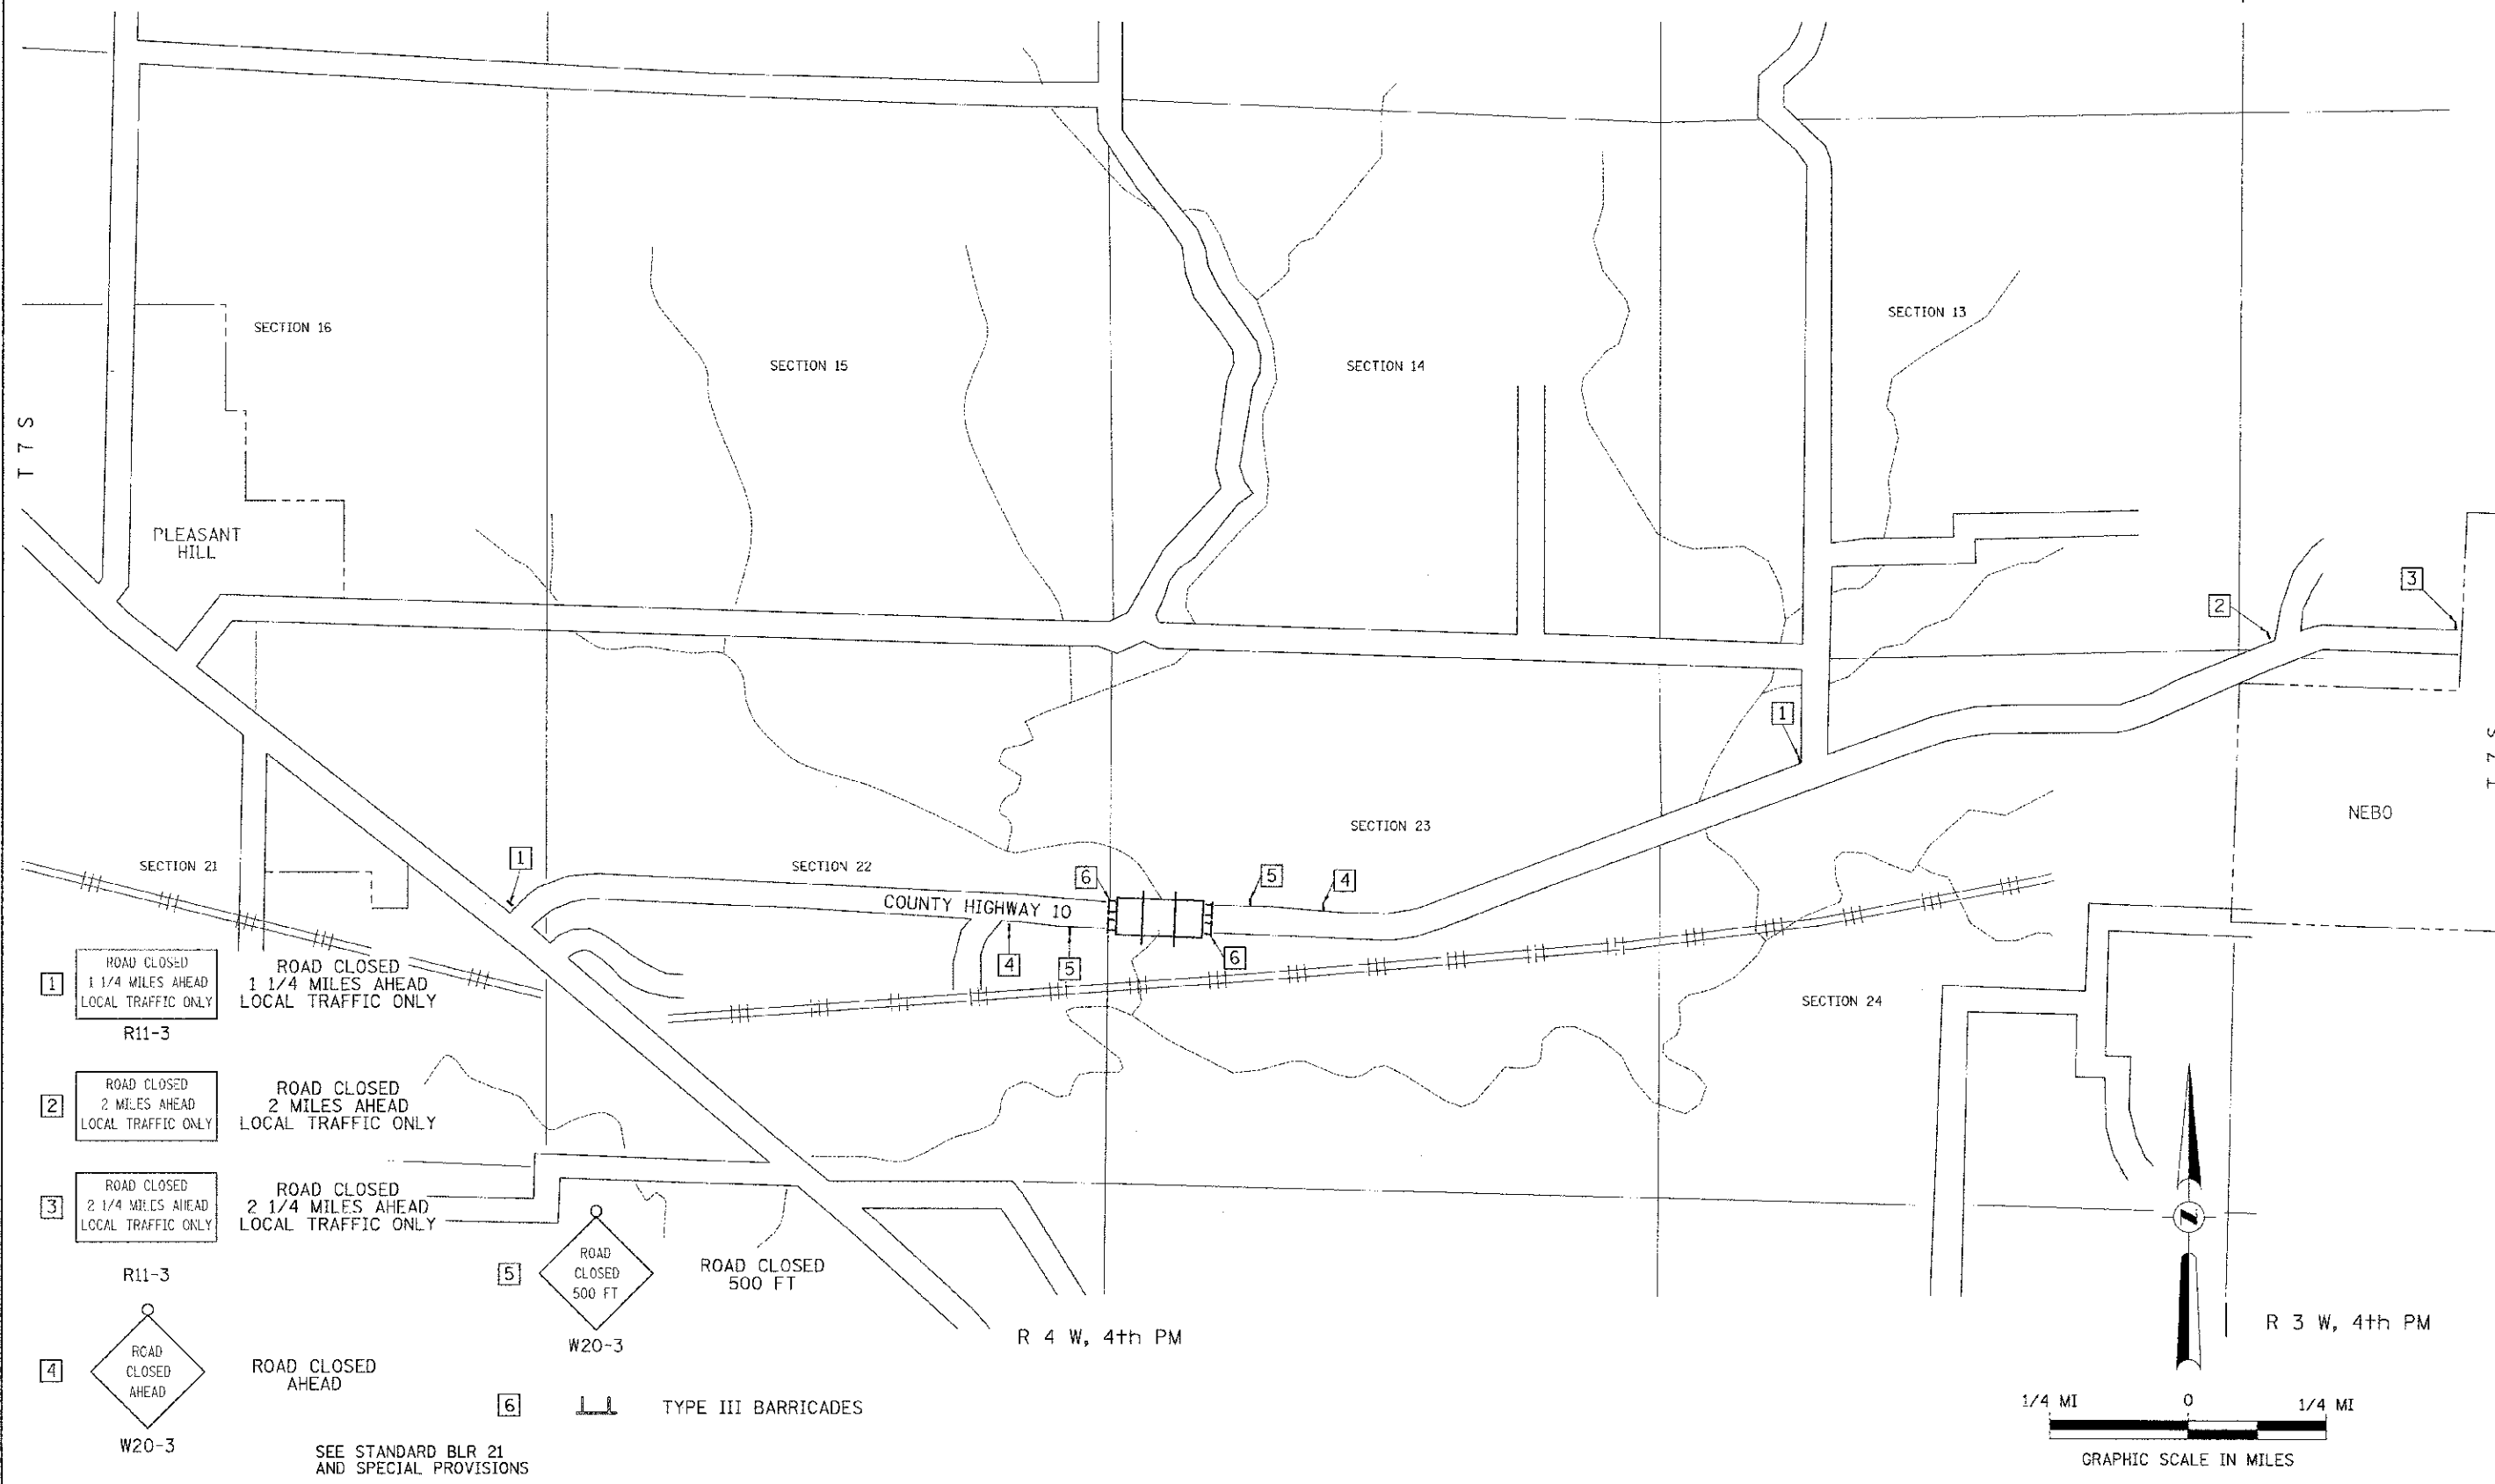 SECTION 16
SECTION 15
SECTION 14
SECTION 13
T 7 S
PLEASANT
HILL
3
2
1
T 7 S
NEBO
SECTION 23
SECTION 21
1
SECTION 22
6
5
4
COUNTY HIGHWAY 10
4
5
6
SECTION 24
1
ROAD CLOSED
1 1/4 MILES AHEAD
LOCAL TRAFFIC ONLY
R11-3
ROAD CLOSED
1 1/4 MILES AHEAD
LOCAL TRAFFIC ONLY
2
ROAD CLOSED
2 MILES AHEAD
LOCAL TRAFFIC ONLY
ROAD CLOSED
2 MILES AHEAD
LOCAL TRAFFIC ONLY
3
ROAD CLOSED
2 1/4 MILES AHEAD
LOCAL TRAFFIC ONLY
R11-3
ROAD CLOSED
2 1/4 MILES AHEAD
LOCAL TRAFFIC ONLY
4
ROAD
CLOSED
AHEAD
W20-3
ROAD CLOSED
AHEAD
5
ROAD
CLOSED
500 FT
W20-3
ROAD CLOSED
500 FT
6
TYPE III BARRICADES
SEE STANDARD BLR 21
AND SPECIAL PROVISIONS
R 4 W, 4th PM
R 3 W, 4th PM
N
1/4 MI
0
1/4 MI
GRAPHIC SCALE IN MILES